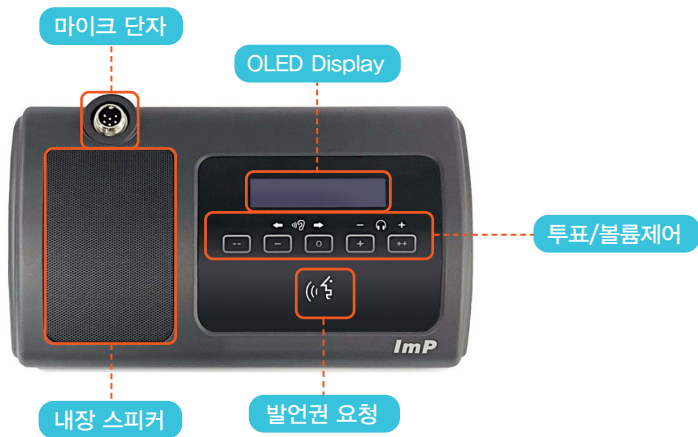 마이크 단자
OLED Display
− +
-- − 0 + ++
투표/볼륨제어
ImP
내장 스피커
발언권 요청